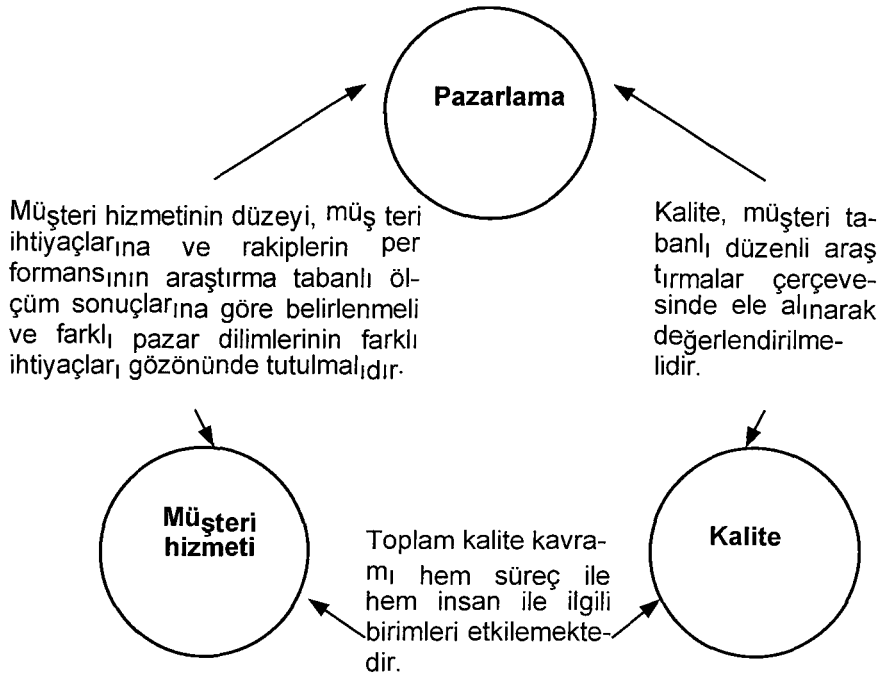 Pazarlama
Müşteri hizmetinin düzeyi, müş teri
ihtiyaçlarına ve rakiplerin per
formansının araştırma tabanlı öl-
çüm sonuçlarına göre belirlenmeli
ve farklı pazar dilimlerinin farklı
ihtiyaçları gözönünde tutulmalıdır.
Kalite, müşteri ta-
banlı düzenli araş
tırmalar çerçeve-
sinde ele alınarak
değerlendirilme-
lidir.
Müşteri
hizmeti
Toplam kalite kavra-
mı hem süreç ile
hem insan ile ilgili
birimleri etkilemekte-
dir.
Kalite